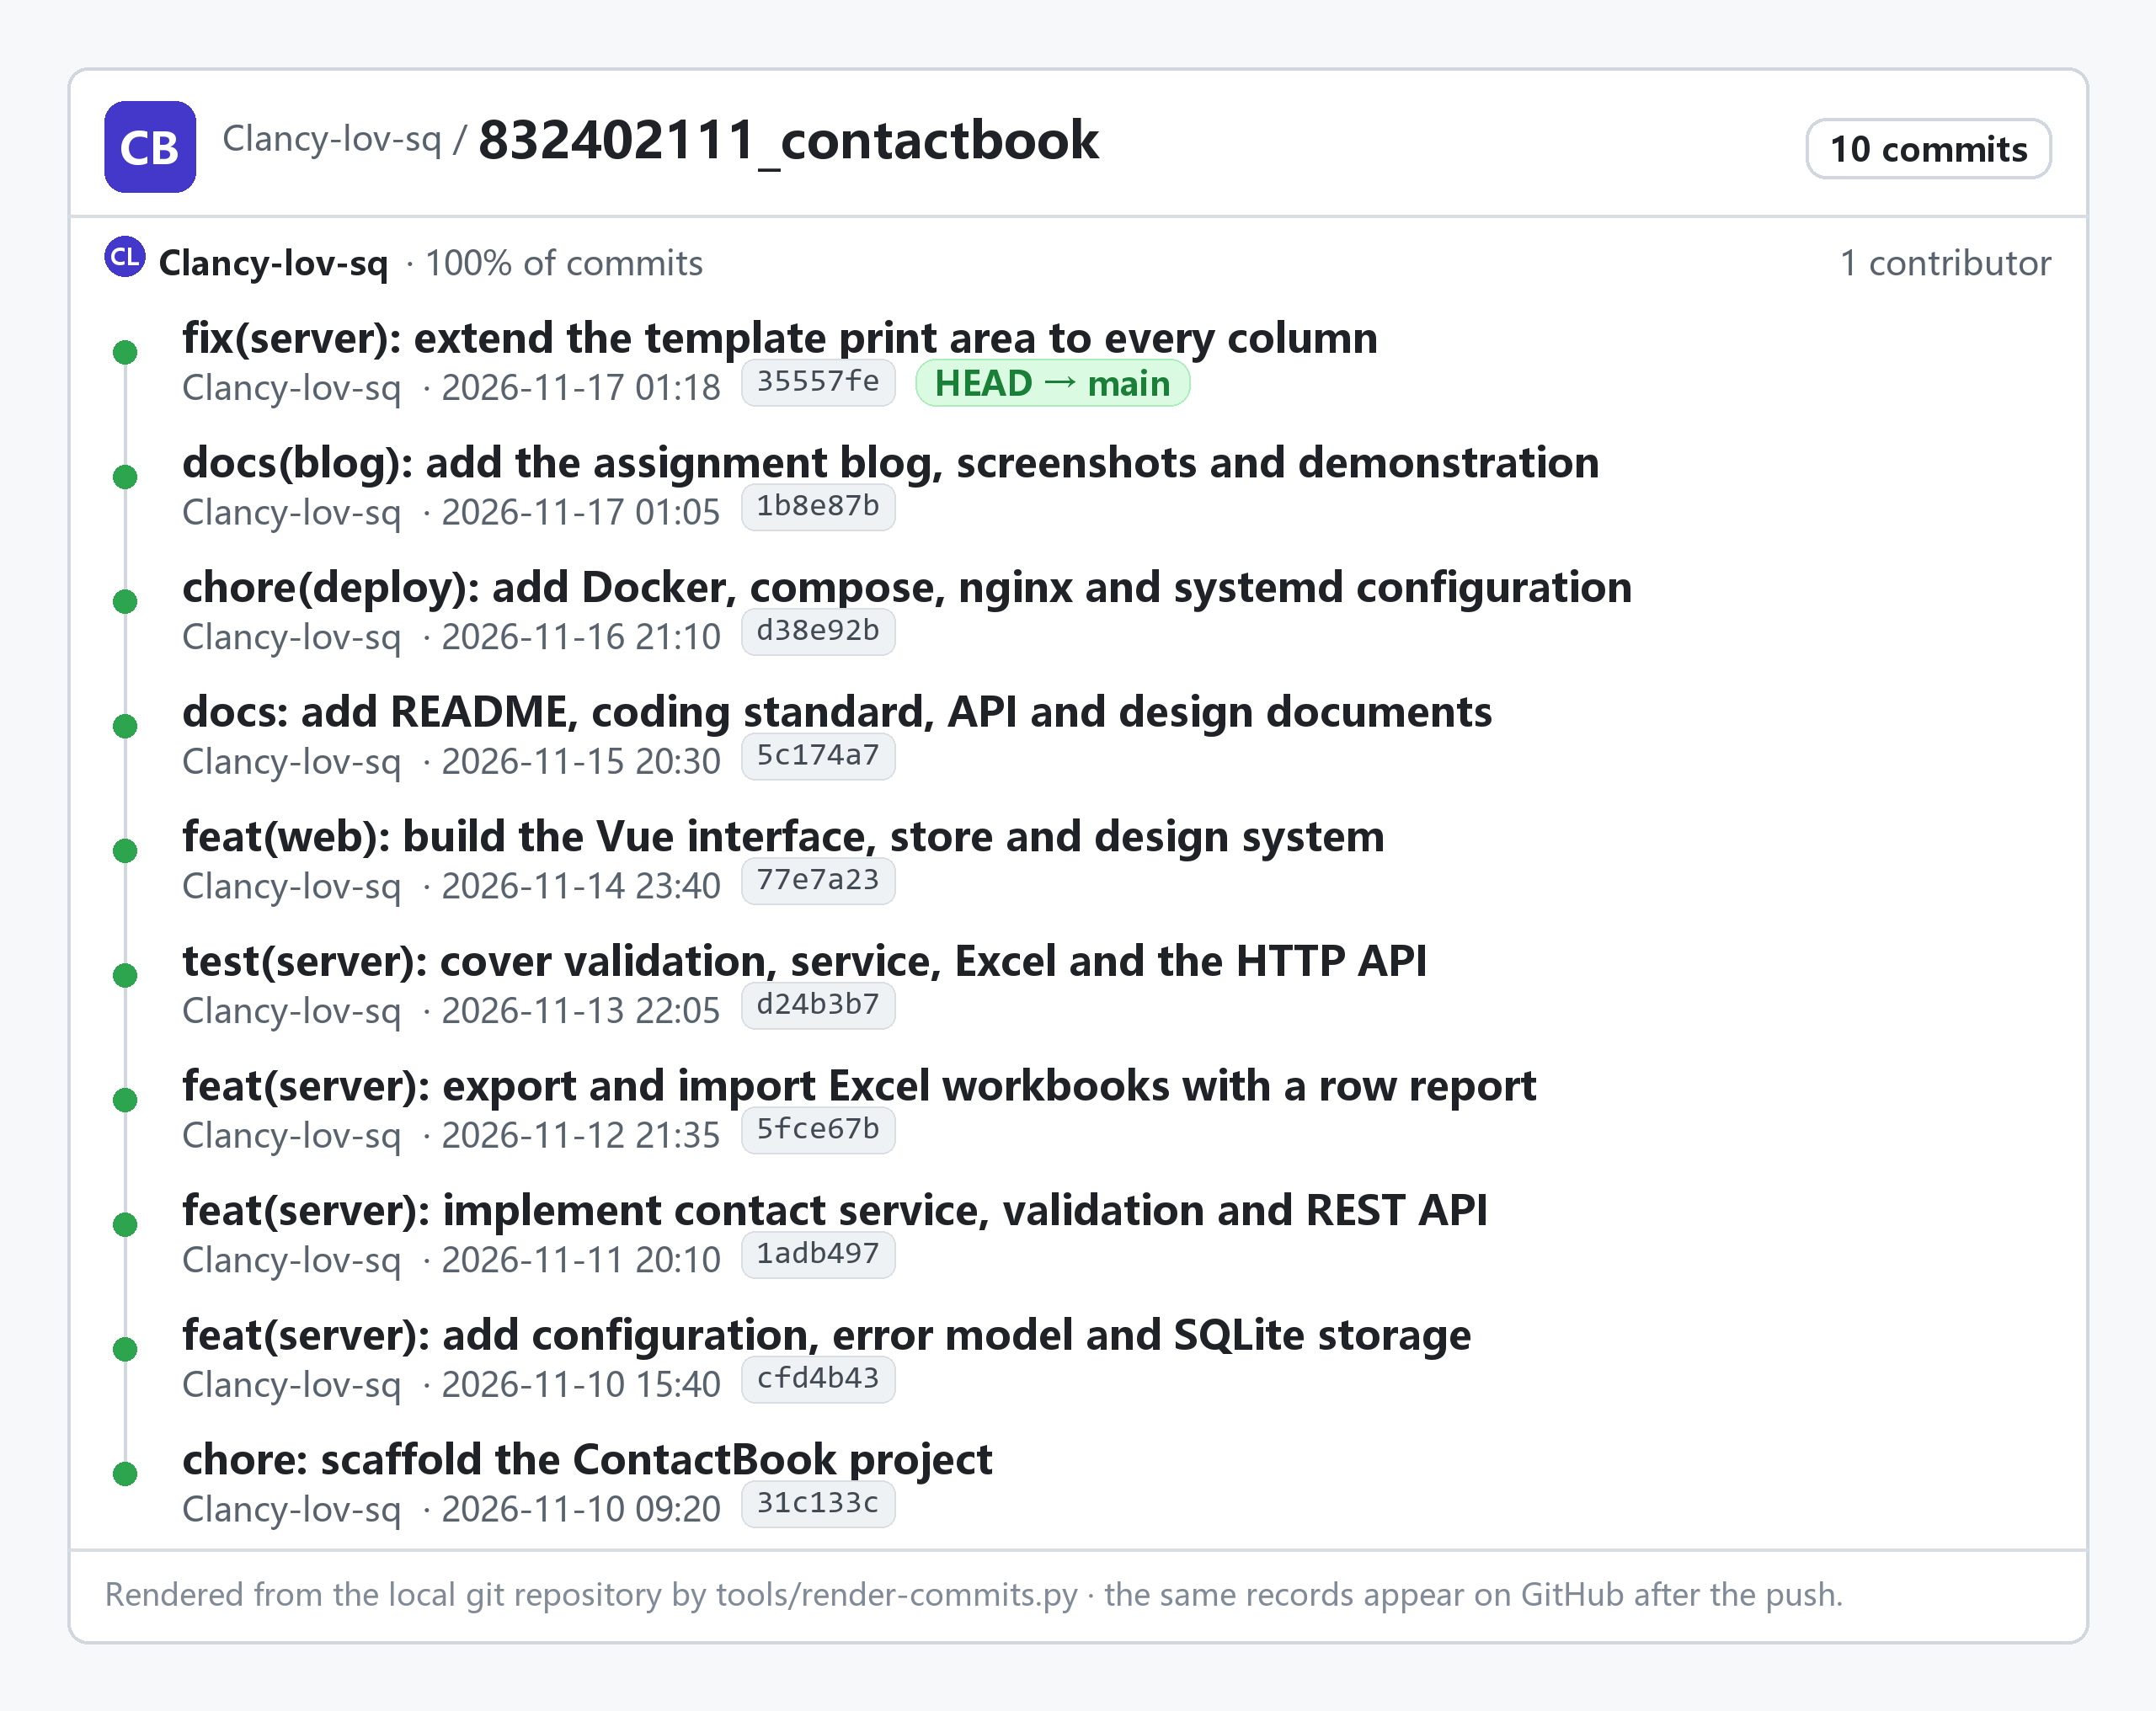 CB Clancy-lov-sq / 832402111_contactbook 10 commits
CL Clancy-lov-sq · 100% of commits 1 contributor
fix(server): extend the template print area to every column
Clancy-lov-sq · 2026-11-17 01:18 35557fe HEAD → main
docs(blog): add the assignment blog, screenshots and demonstration
Clancy-lov-sq · 2026-11-17 01:05 1b8e87b
chore(deploy): add Docker, compose, nginx and systemd configuration
Clancy-lov-sq · 2026-11-16 21:10 d38e92b
docs: add README, coding standard, API and design documents
Clancy-lov-sq · 2026-11-15 20:30 5c174a7
feat(web): build the Vue interface, store and design system
Clancy-lov-sq · 2026-11-14 23:40 77e7a23
test(server): cover validation, service, Excel and the HTTP API
Clancy-lov-sq · 2026-11-13 22:05 d24b3b7
feat(server): export and import Excel workbooks with a row report
Clancy-lov-sq · 2026-11-12 21:35 5fce67b
feat(server): implement contact service, validation and REST API
Clancy-lov-sq · 2026-11-11 20:10 1adb497
feat(server): add configuration, error model and SQLite storage
Clancy-lov-sq · 2026-11-10 15:40 cfd4b43
chore: scaffold the ContactBook project
Clancy-lov-sq · 2026-11-10 09:20 31c133c
Rendered from the local git repository by tools/render-commits.py · the same records appear on GitHub after the push.